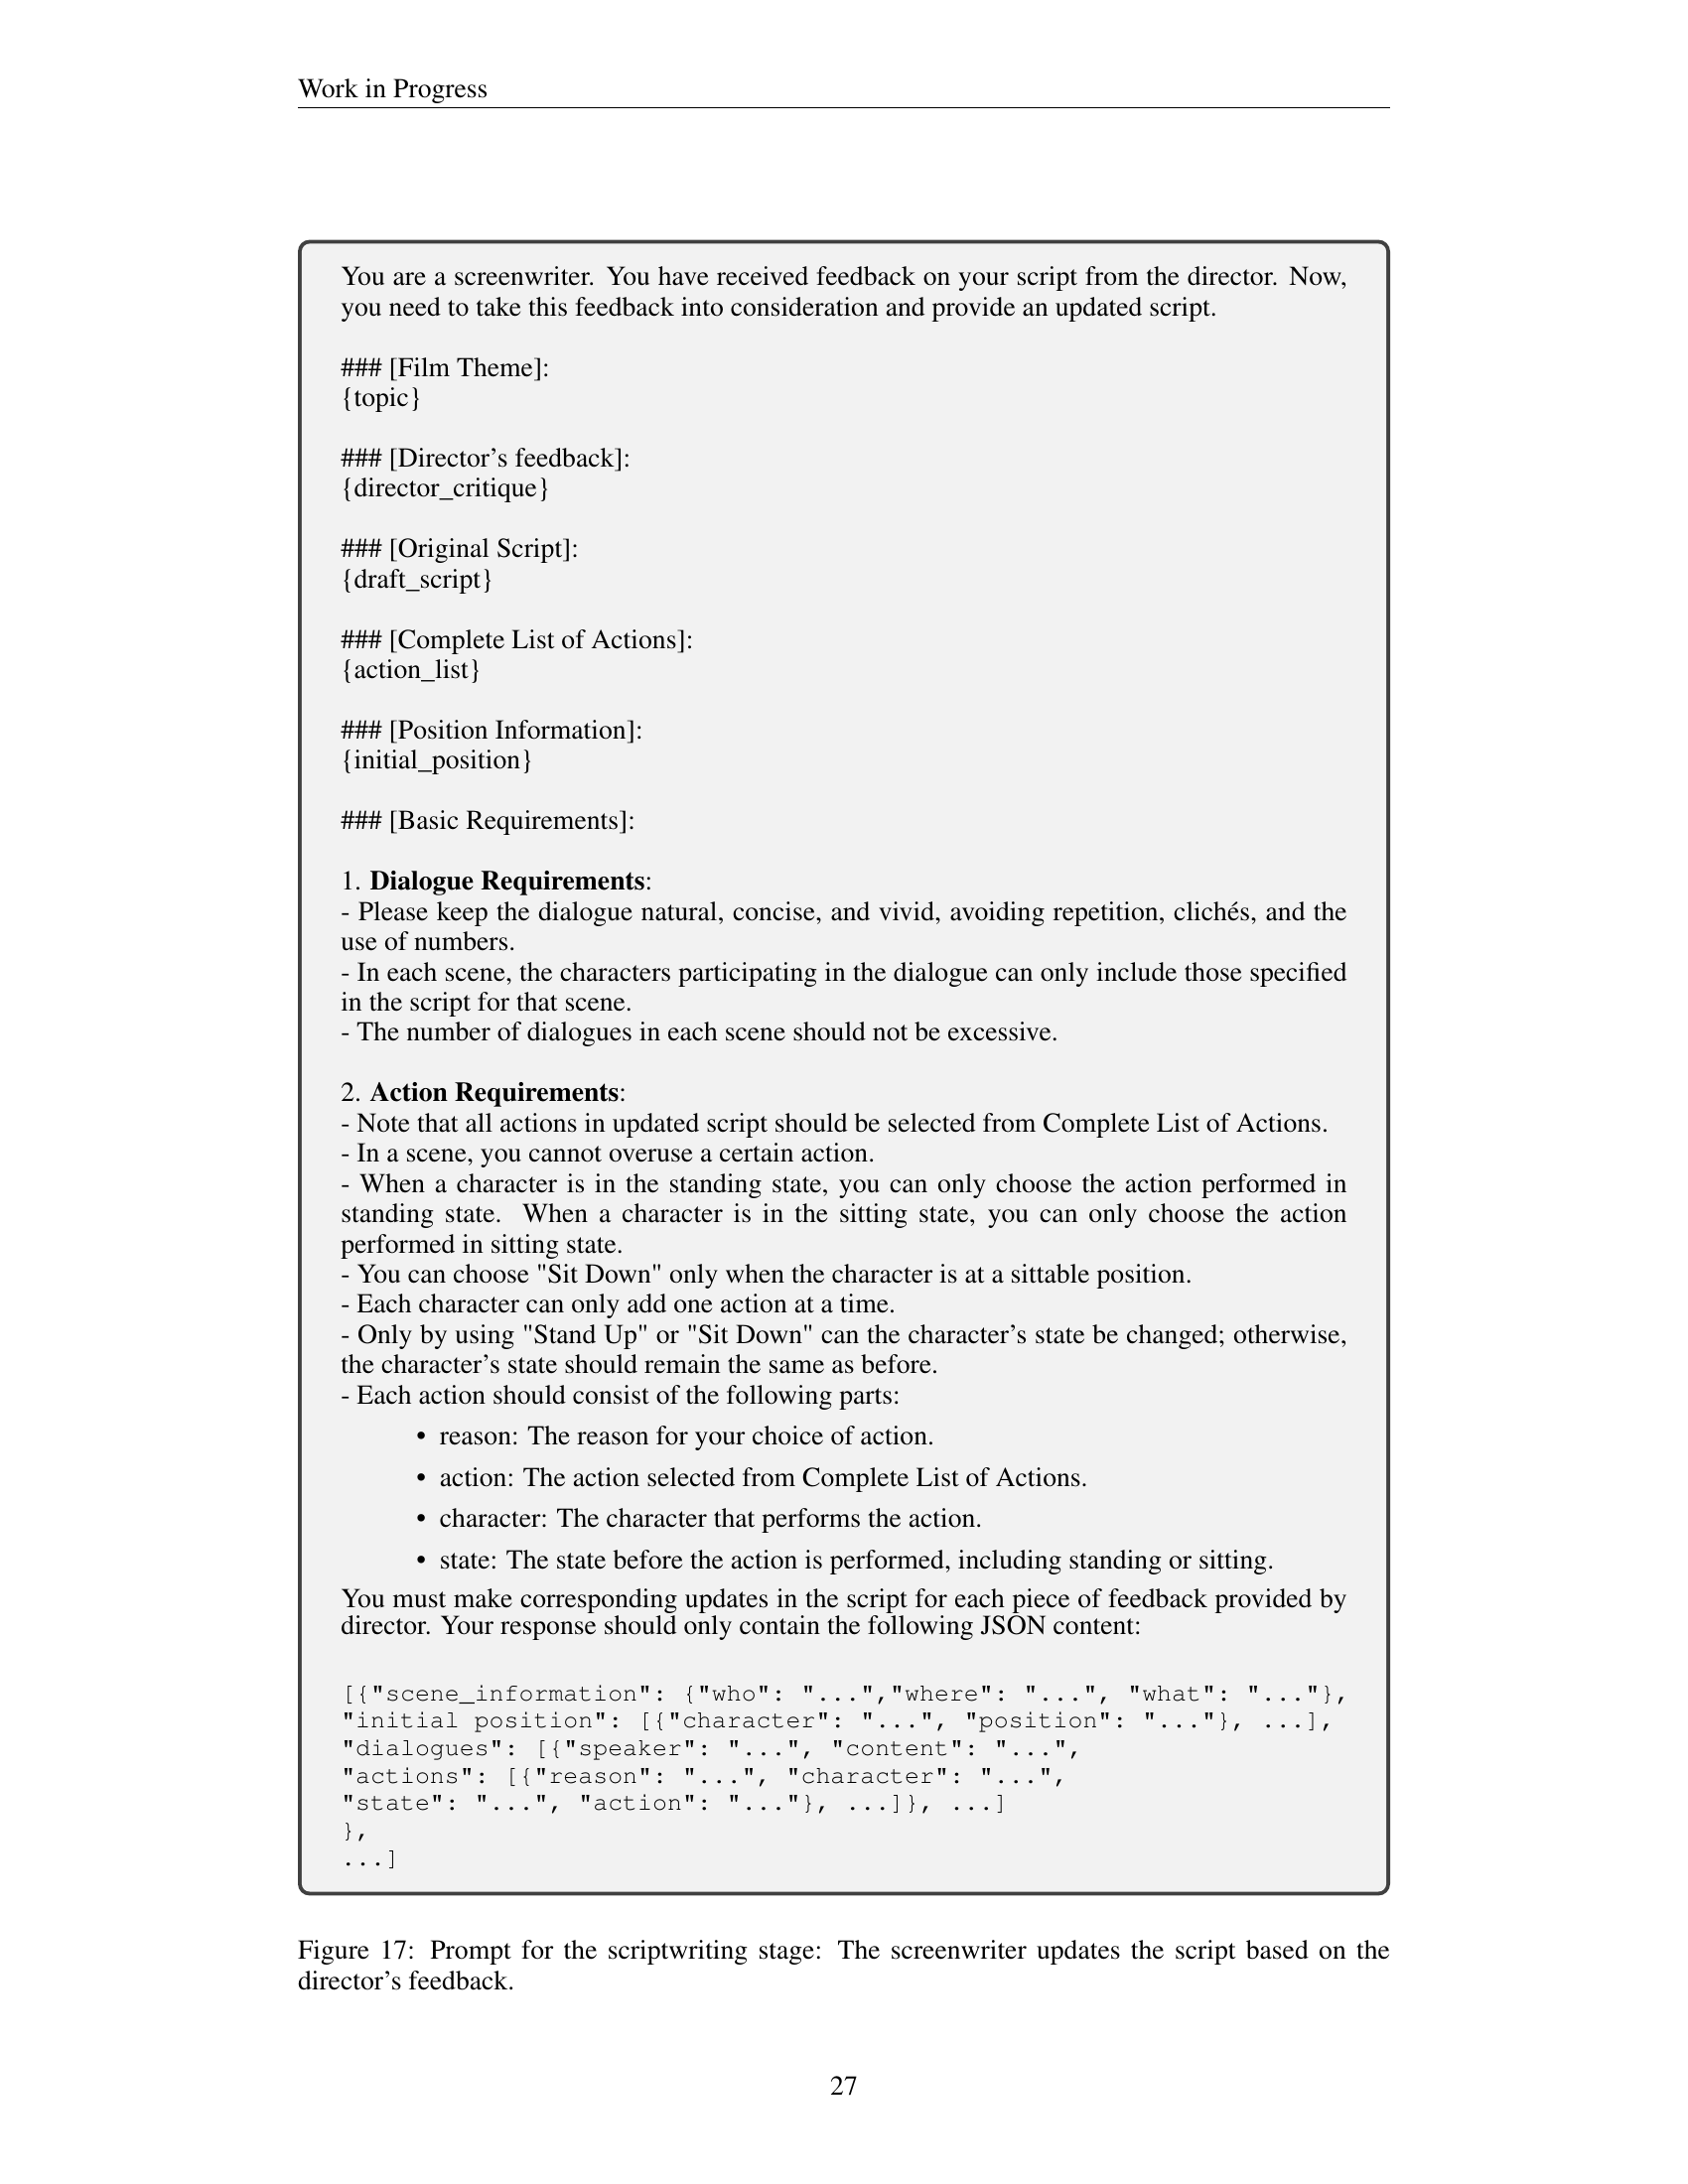 Work in Progress
You are a screenwriter. You have received feedback on your script from the director. Now,
you need to take this feedback into consideration and provide an updated script.
### [Film Theme]:
{topic}
### [Director’s feedback]:
{director_critique}
### [Original Script]:
{draft_script}
### [Complete List of Actions]:
{action_list}
### [Position Information]:
{initial_position}
### [Basic Requirements]:
1. Dialogue Requirements:
- Please keep the dialogue natural, concise, and vivid, avoiding repetition, clichés, and the
use of numbers.
- In each scene, the characters participating in the dialogue can only include those specified
in the script for that scene.
- The number of dialogues in each scene should not be excessive.
2. Action Requirements:
- Note that all actions in updated script should be selected from Complete List of Actions.
- In a scene, you cannot overuse a certain action.
- When a character is in the standing state, you can only choose the action performed in
standing state. When a character is in the sitting state, you can only choose the action
performed in sitting state.
- You can choose "Sit Down" only when the character is at a sittable position.
- Each character can only add one action at a time.
- Only by using "Stand Up" or "Sit Down" can the character’s state be changed; otherwise,
the character’s state should remain the same as before.
- Each action should consist of the following parts:
• reason: The reason for your choice of action.
• action: The action selected from Complete List of Actions.
• character: The character that performs the action.
• state: The state before the action is performed, including standing or sitting.
You must make corresponding updates in the script for each piece of feedback provided by
director. Your response should only contain the following JSON content:
[{"scene_information": {"who": "...","where": "...", "what": "..."},
"initial position": [{"character": "...", "position": "..."}, ...],
"dialogues": [{"speaker": "...", "content": "...",
"actions": [{"reason": "...", "character": "...",
"state": "...", "action": "..."}, ...]}, ...]
},
...]
Figure 17: Prompt for the scriptwriting stage: The screenwriter updates the script based on the
director’s feedback.
27